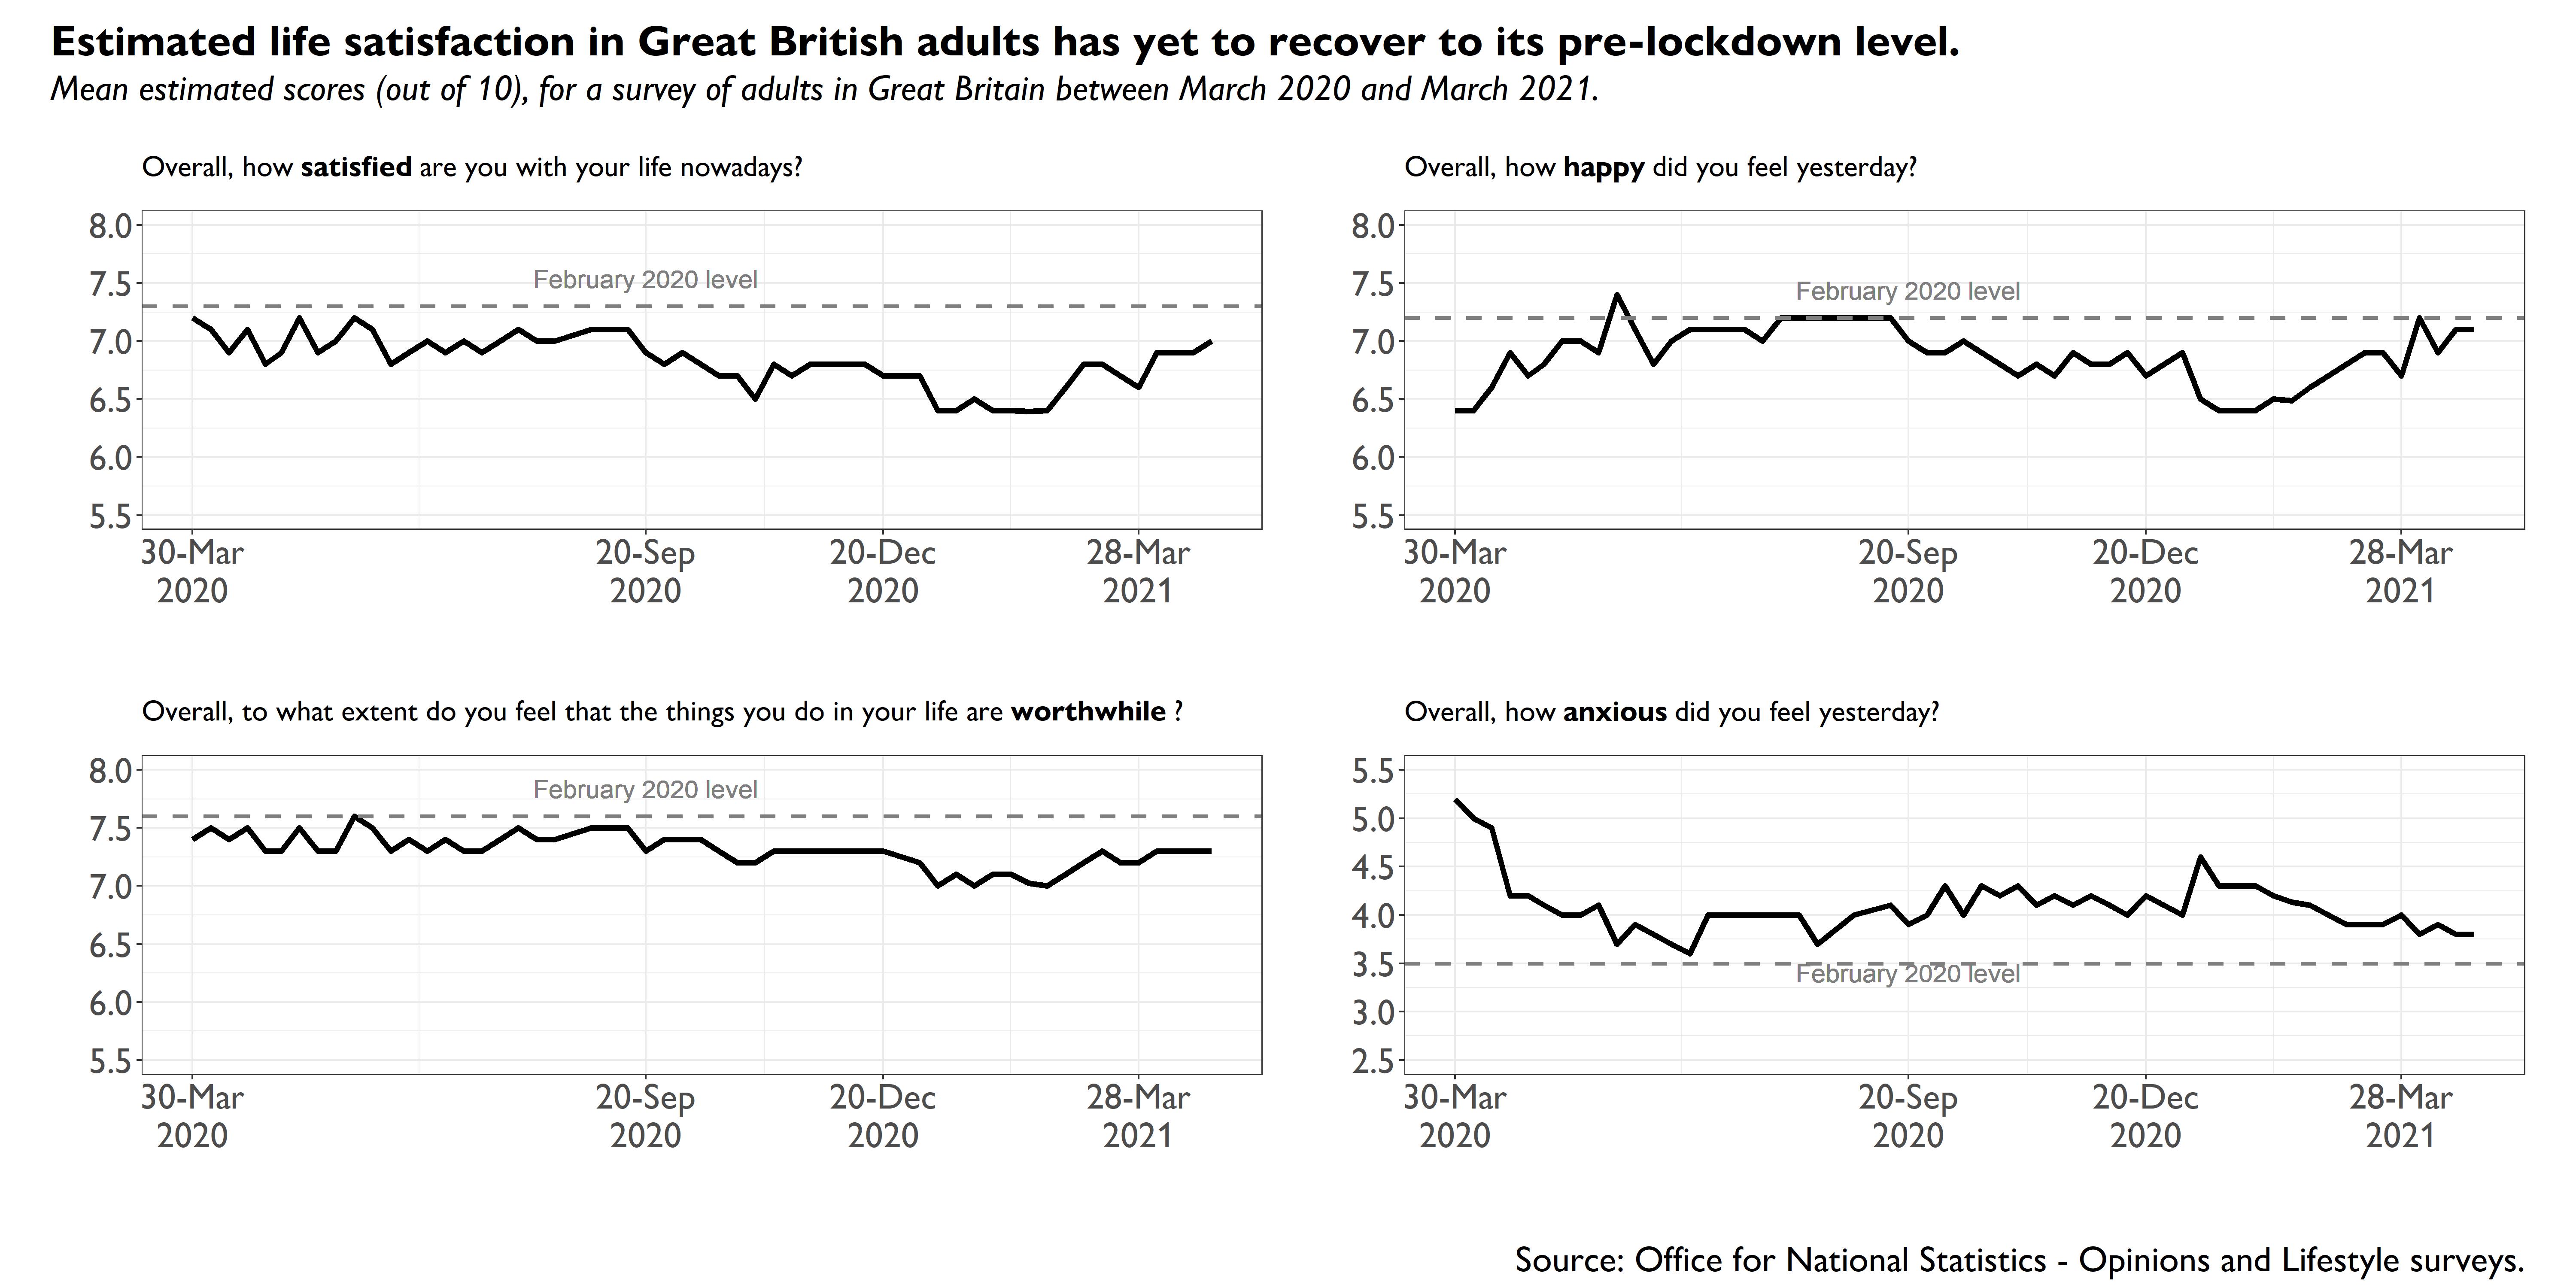 Estimated life satisfaction in Great British adults has yet to recover to its pre-lockdown level.
Mean estimated scores (out of 10), for a survey of adults in Great Britain between March 2020 and March 2021.
Overall, how satisfied are you with your life nowadays?
8.0
7.5
7.0
6.5
6.0
5.5
February 2020 level
30-Mar 20-Sep 20-Dec 28-Mar
2020 2020 2020 2021
Overall, how happy did you feel yesterday?
8.0
7.5
7.0
6.5
6.0
5.5
February 2020 level
30-Mar 20-Sep 20-Dec 28-Mar
2020 2020 2020 2021
Overall, to what extent do you feel that the things you do in your life are worthwhile ?
8.0
7.5
7.0
6.5
6.0
5.5
February 2020 level
30-Mar 20-Sep 20-Dec 28-Mar
2020 2020 2020 2021
Overall, how anxious did you feel yesterday?
5.5
5.0
4.5
4.0
3.5
3.0
2.5
February 2020 level
30-Mar 20-Sep 20-Dec 28-Mar
2020 2020 2020 2021
Source: Office for National Statistics - Opinions and Lifestyle surveys.